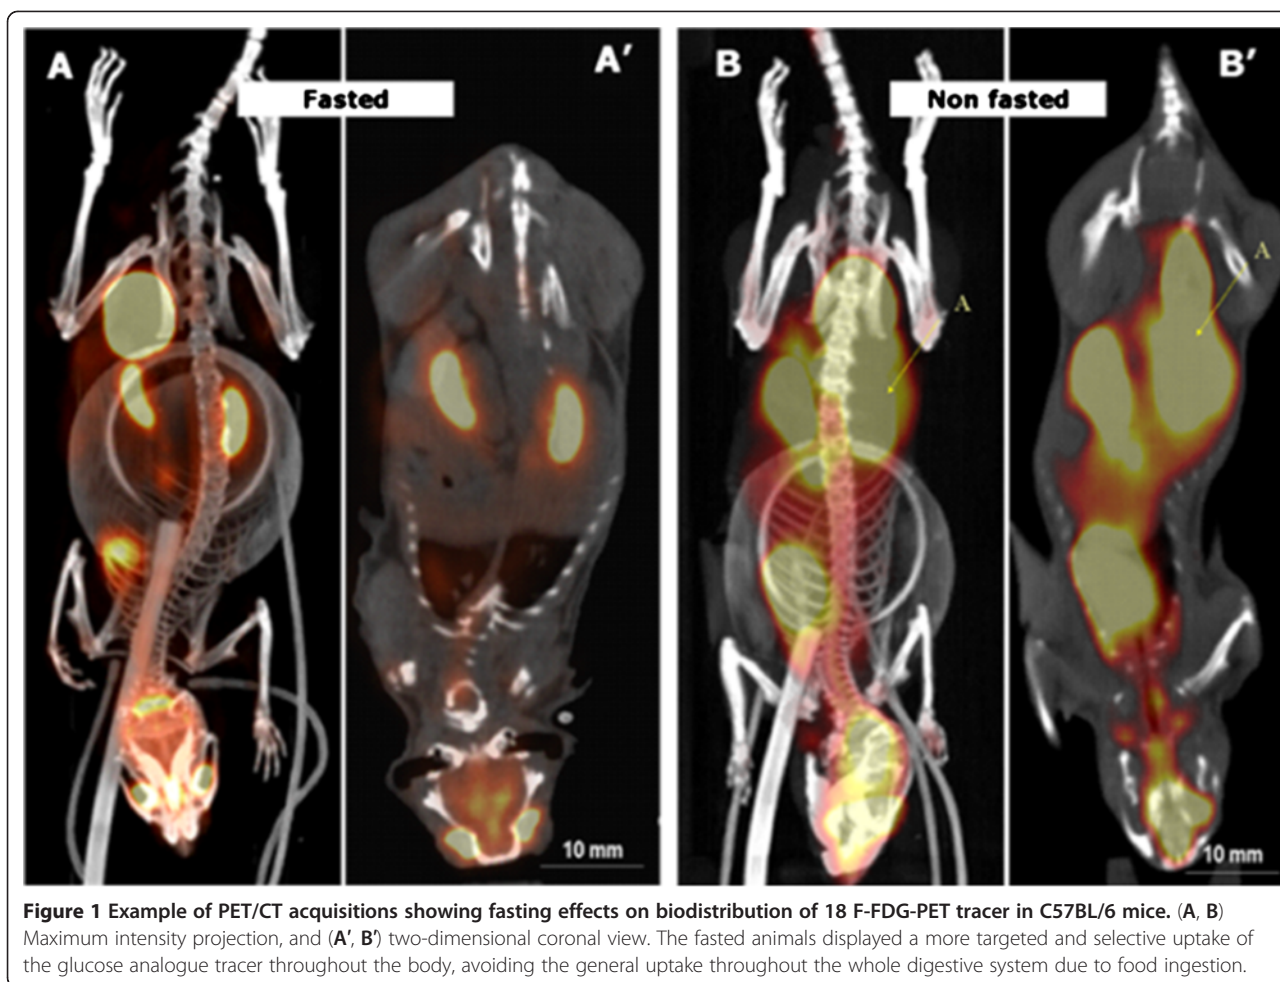 A
A′
Fasted
B
B′
Non fasted
A
A
10 mm
10 mm
Figure 1 Example of PET/CT acquisitions showing fasting effects on biodistribution of 18 F-FDG-PET tracer in C57BL/6 mice. (A, B)
Maximum intensity projection, and (A′, B′) two-dimensional coronal view. The fasted animals displayed a more targeted and selective uptake of
the glucose analogue tracer throughout the body, avoiding the general uptake throughout the whole digestive system due to food ingestion.